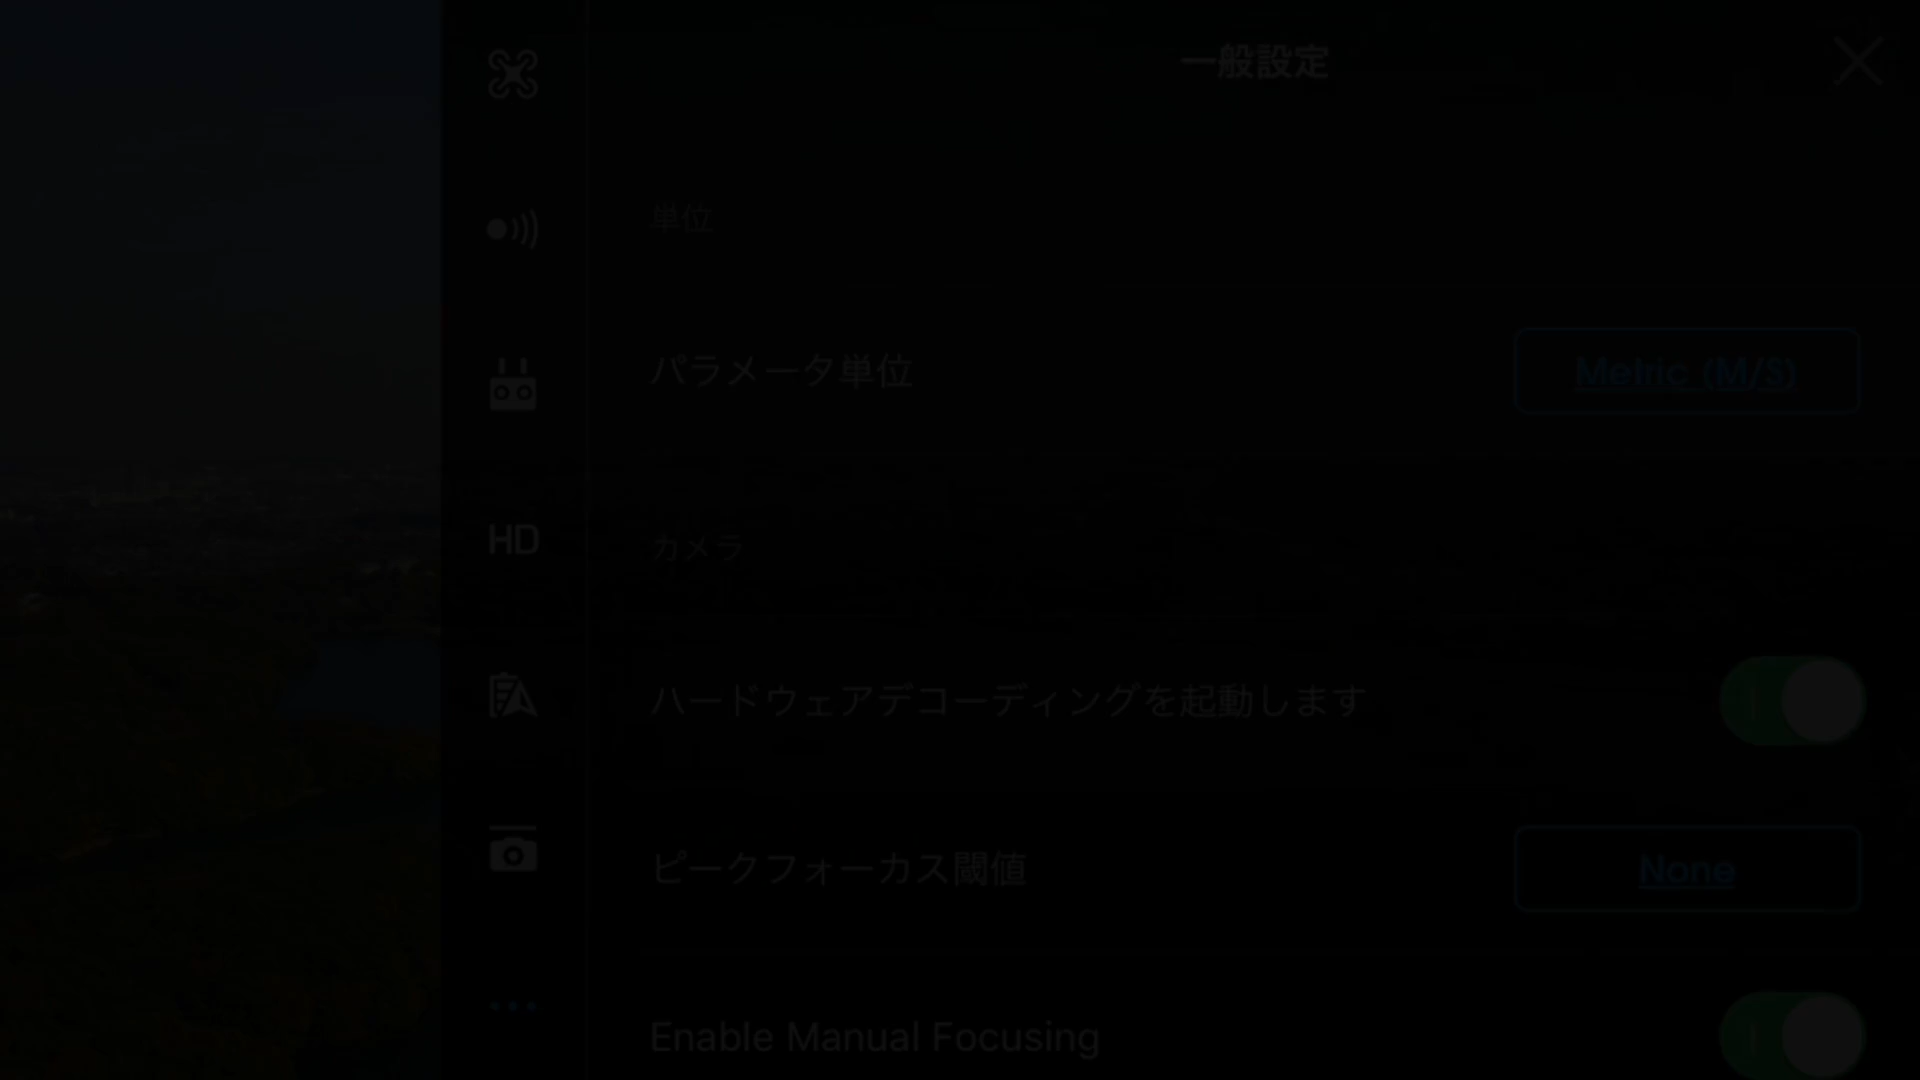 一般設定
単位
パラメータ単位
Metric (M/S)
HD
カメラ
ハードウェアデコーディングを起動します
ピークフォーカス閾値
None
Enable Manual Focusing